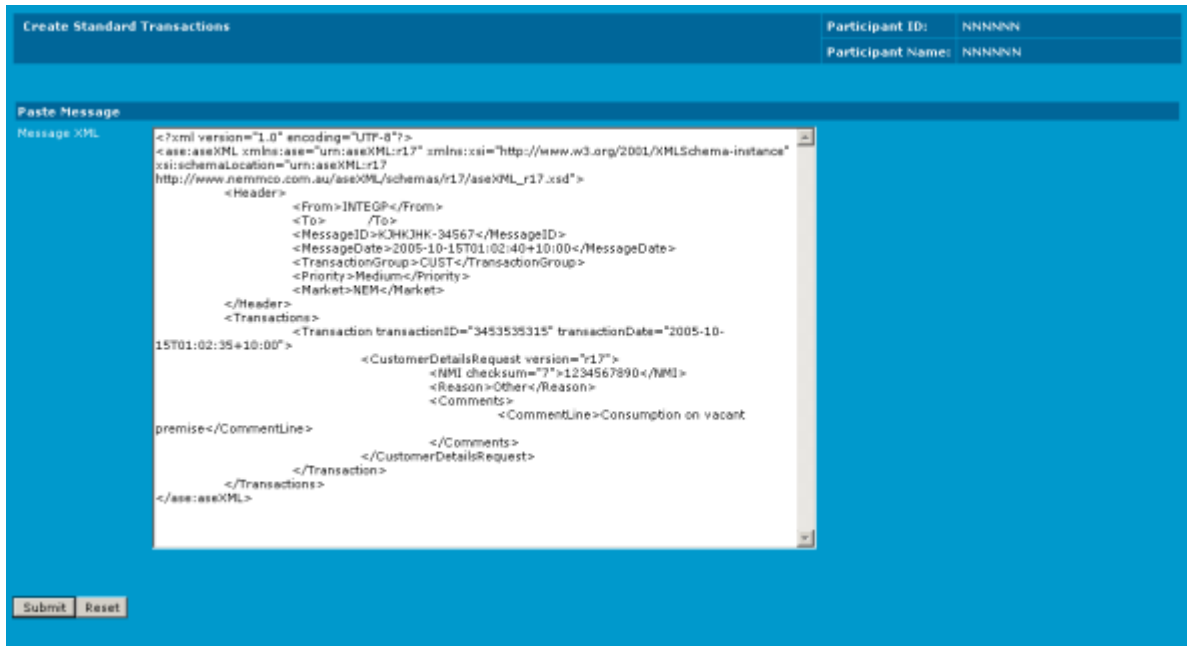 Create Standard Transactions
Participant ID: NNNNNN
Participant Name: NNNNNN
Paste Message
Message XML
<?xml version="1.0" encoding="UTF-8"?>
<ase:aseXML xmlns:ase="urn:aseXML:r17" xmlns:xsi="http://www.w3.org/2001/XMLSchema-instance"
xsi:schemaLocation="urn:aseXML:r17
http://www.nemmco.com.au/aseXML/schemas/r17/aseXML_r17.xsd">
<Header>
<From>INTEGP</From>
<To> /To>
<MessageID>KJHKJHK-34567</MessageID>
<MessageDate>2005-10-15T01:02:40+10:00</MessageDate>
<TransactionGroup>CUST</TransactionGroup>
<Priority>Medium</Priority>
<Market>NEM</Market>
</Header>
<Transactions>
<Transaction transactionID="3453535315" transactionDate="2005-10-
15T01:02:35+10:00">
<CustomerDetailsRequest version="r17">
<NMI checksum="7">1234567890</NMI>
<Reason>Other</Reason>
<Comments>
<CommentLine>Consumption on vacant
premise</CommentLine>
</Comments>
</CustomerDetailsRequest>
</Transaction>
</Transactions>
</ase:aseXML>
Submit Reset